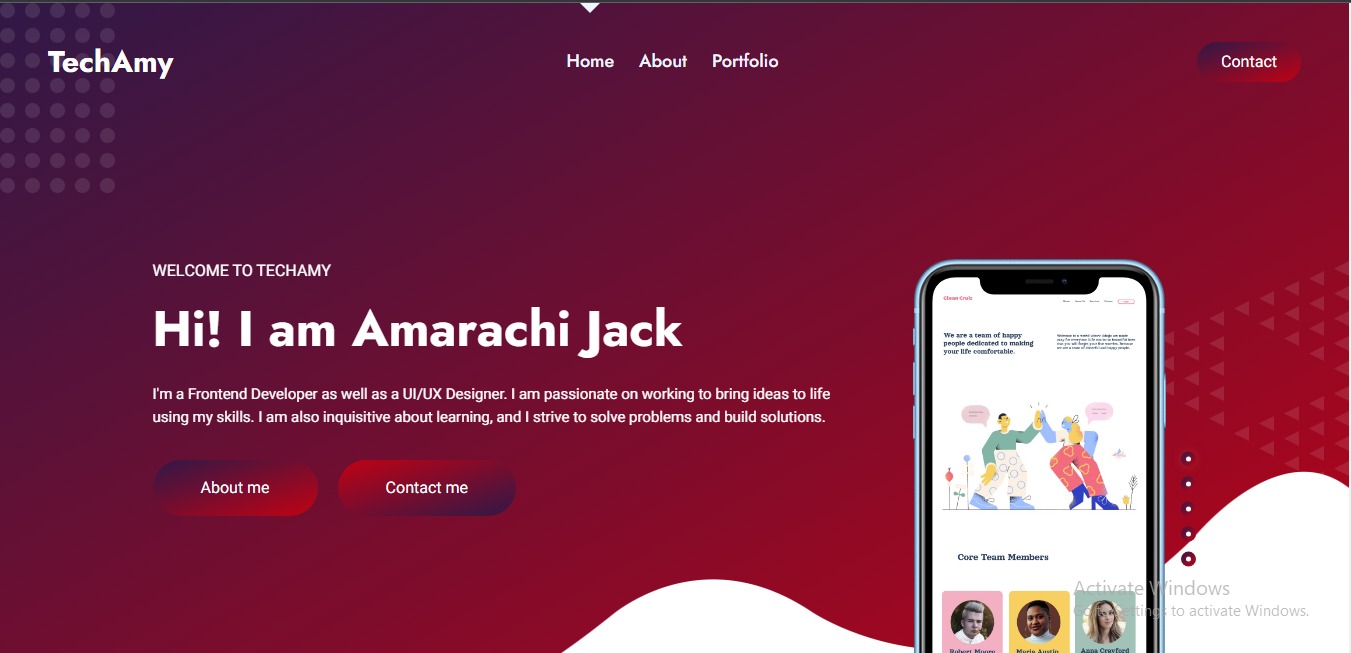 TechAmy
Home About Portfolio
Contact
WELCOME TO TECHAMY
Hi! I am Amarachi Jack
I'm a Frontend Developer as well as a UI/UX Designer. I am passionate on working to bring ideas to life
using my skills. I am also inquisitive about learning, and I strive to solve problems and build solutions.
About me Contact me
We are a team of happy
people dedicated to making
your life comfortable.
Core Team Members
Robert Moore Maria Austin Anna Crayford
Activate Windows
Go to Settings to activate Windows.